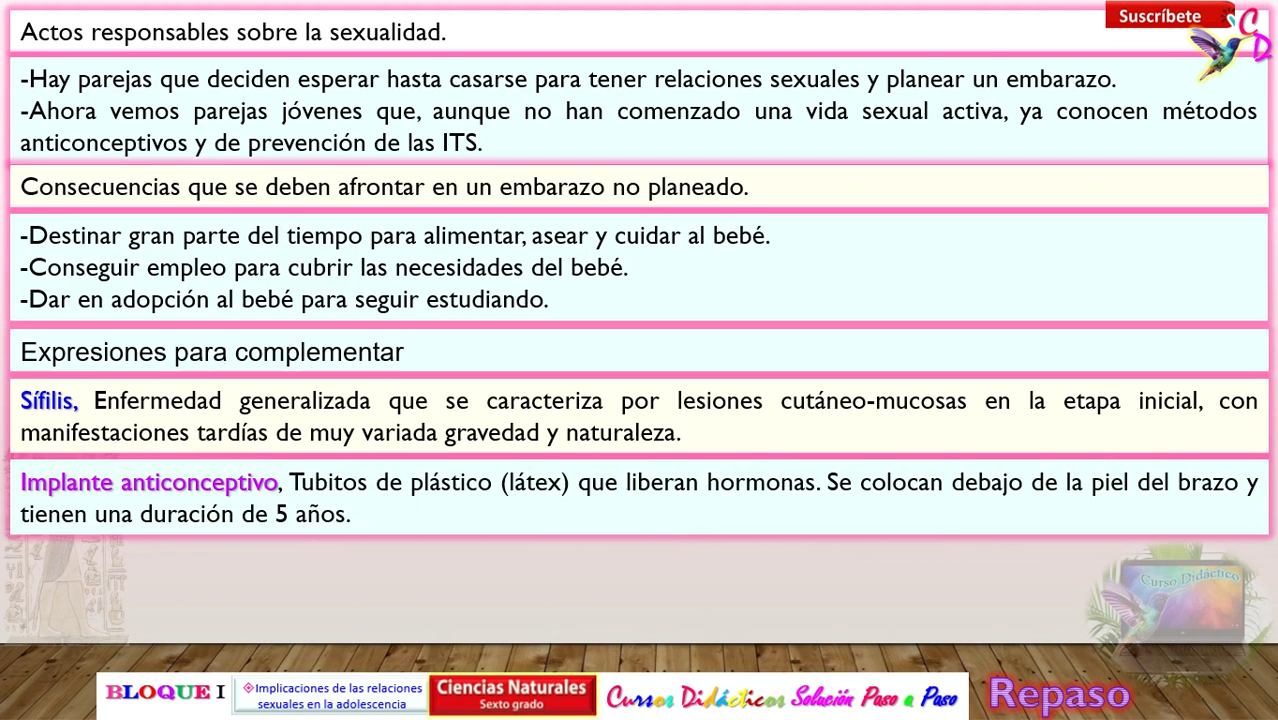 Suscríbete
CD
Actos responsables sobre la sexualidad.
-Hay parejas que deciden esperar hasta casarse para tener relaciones sexuales y planear un embarazo.
-Ahora vemos parejas jóvenes que, aunque no han comenzado una vida sexual activa, ya conocen métodos
anticonceptivos y de prevención de las ITS.
Consecuencias que se deben afrontar en un embarazo no planeado.
-Destinar gran parte del tiempo para alimentar, asear y cuidar al bebé.
-Conseguir empleo para cubrir las necesidades del bebé.
-Dar en adopción al bebé para seguir estudiando.
Expresiones para complementar
Sífilis, Enfermedad generalizada que se caracteriza por lesiones cutáneo-mucosas en la etapa inicial, con
manifestaciones tardías de muy variada gravedad y naturaleza.
Implante anticonceptivo, Tubitos de plástico (látex) que liberan hormonas. Se colocan debajo de la piel del brazo y
tienen una duración de 5 años.
Curso Didáctico
BLOQUE I
Implicaciones de las relaciones
sexuales en la adolescencia
Ciencias Naturales
Sexto grado
Cursos Didácticos Solución Paso a Paso
Repaso